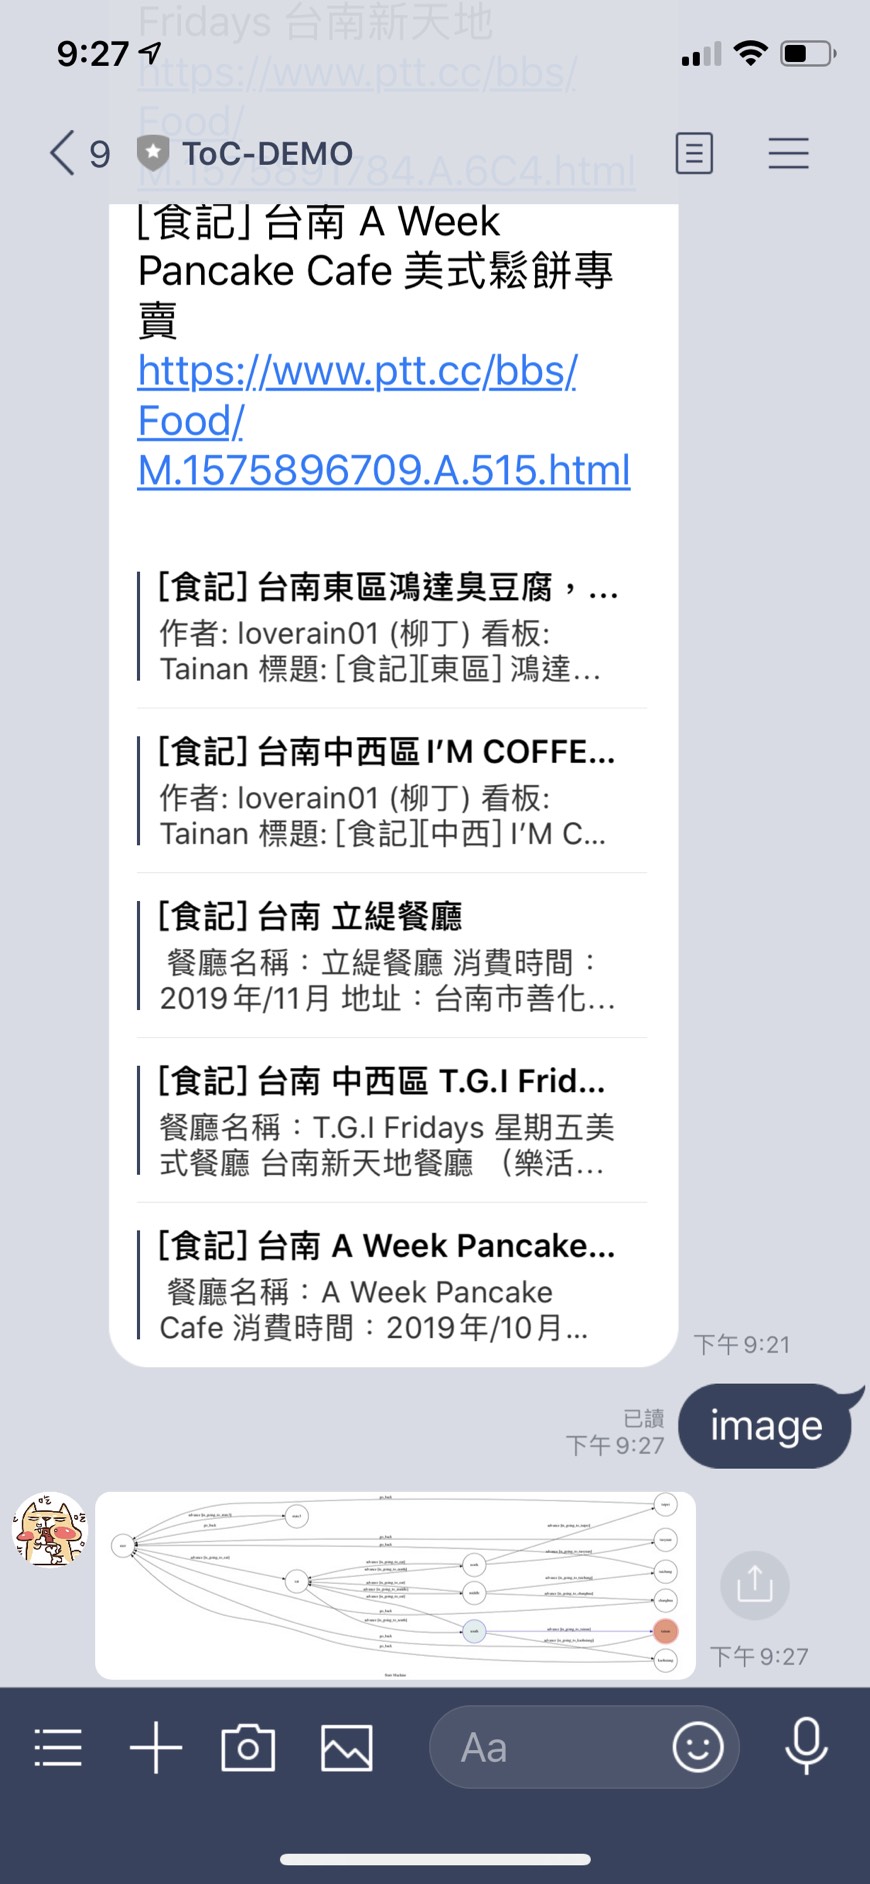 Fridays 台南新天地
9:27
https://www.ptt.cc/bbs/
Food/
9 ToC-DEMO
M.1575891784.A.6C4.html
[食記] 台南 A Week
Pancake Cafe 美式鬆餅專
賣
https://www.ptt.cc/bbs/
Food/
M.1575896709.A.515.html
[食記] 台南東區鴻達臭豆腐，...
作者: loverain01 (柳丁) 看板:
Tainan 標題: [食記][東區] 鴻達...
[食記] 台南中西區 I’M COFFE...
作者: loverain01 (柳丁) 看板:
Tainan 標題: [食記][中西] I’M C...
[食記] 台南 立緹餐廳
餐廳名稱：立緹餐廳 消費時間：
2019年/11月 地址：台南市善化...
[食記] 台南 中西區 T.G.I Frid...
餐廳名稱：T.G.I Fridays 星期五美
式餐廳 台南新天地餐廳 （樂活...
[食記] 台南 A Week Pancake...
餐廳名稱：A Week Pancake
Cafe 消費時間：2019年/10月...
下午9:21
已讀
下午9:27
image
吃
吃
吃
下午9:27
Aa